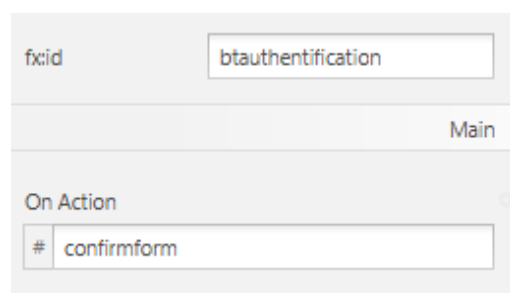 fx:id btauthentification
Main
On Action
# confirmform